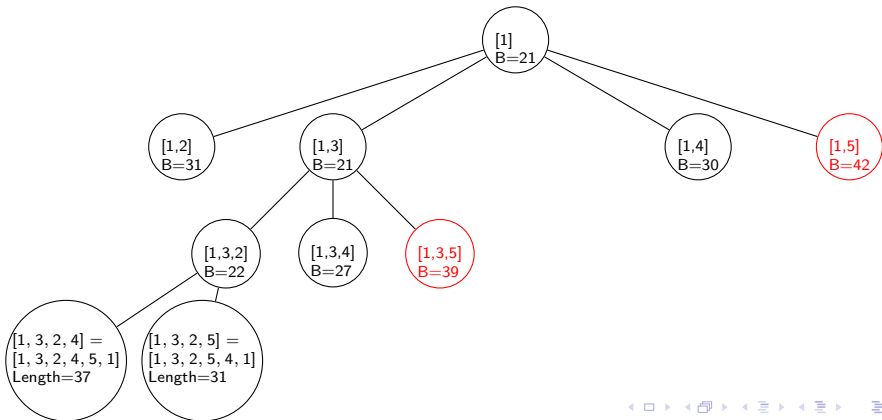 [1]
B=21
[1,2]
B=31
[1,3]
B=21
[1,4]
B=30
[1,5]
B=42
[1,3,2]
B=22
[1,3,4]
B=27
[1,3,5]
B=39
[1, 3, 2, 4] =
[1, 3, 2, 4, 5, 1]
Length=37
[1, 3, 2, 5] =
[1, 3, 2, 5, 4, 1]
Length=31